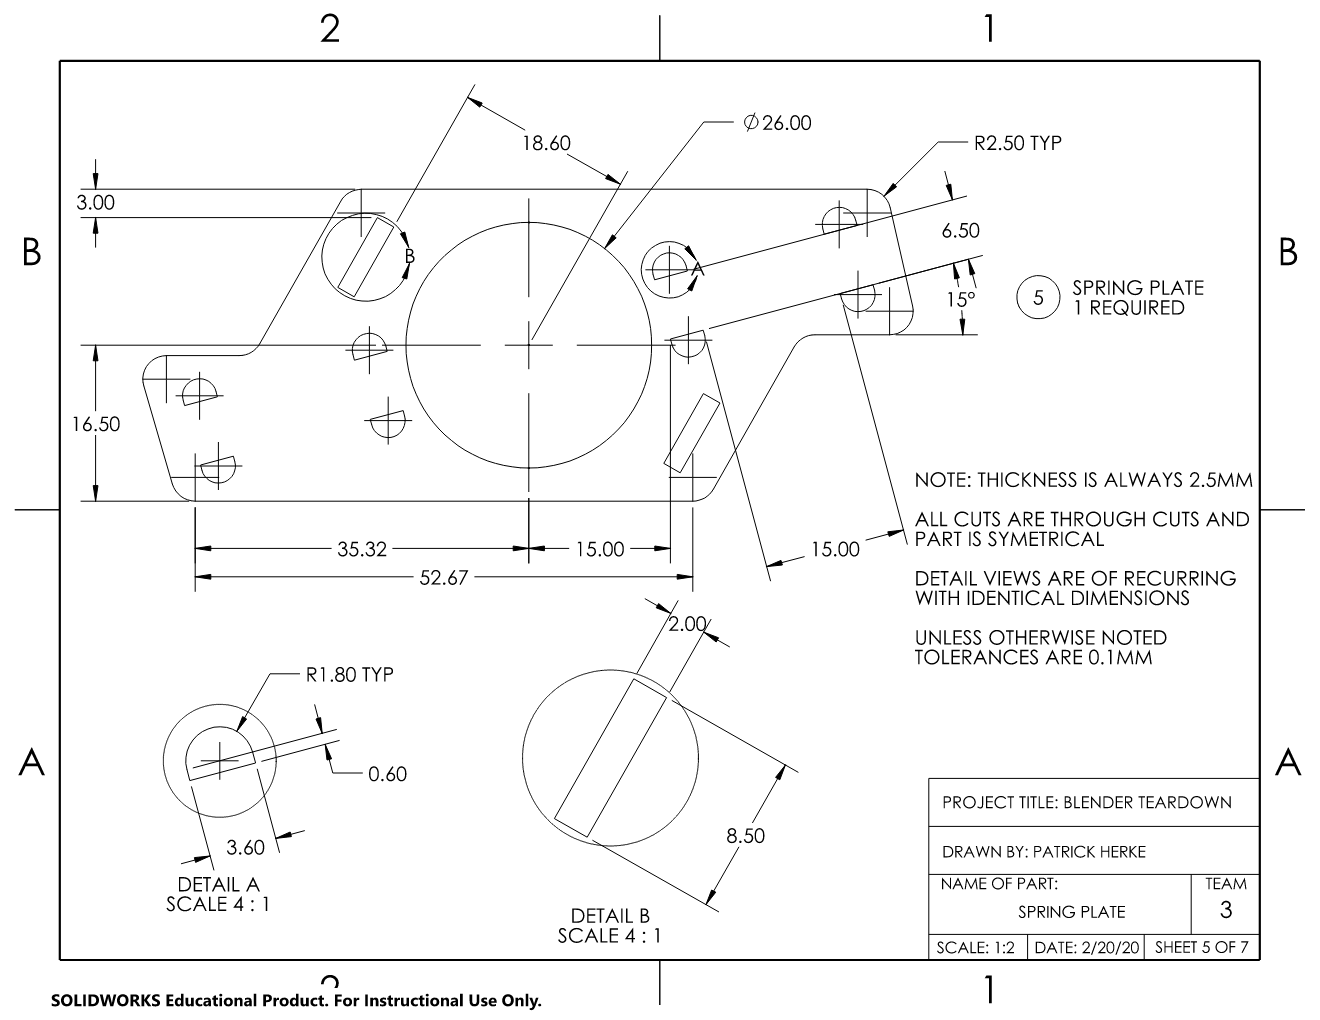 2
1
18.60
Ø26.00
R2.50 TYP
3.00
B
B
6.50
B
A
15°
5
SPRING PLATE
1 REQUIRED
16.50
NOTE: THICKNESS IS ALWAYS 2.5MM
ALL CUTS ARE THROUGH CUTS AND
PART IS SYMETRICAL
35.32
15.00
15.00
52.67
DETAIL VIEWS ARE OF RECURRING
WITH IDENTICAL DIMENSIONS
2.00
UNLESS OTHERWISE NOTED
TOLERANCES ARE 0.1MM
R1.80 TYP
0.60
3.60
DETAIL A
SCALE 4 : 1
8.50
DETAIL B
SCALE 4 : 1
A
A
PROJECT TITLE: BLENDER TEARDOWN
DRAWN BY: PATRICK HERKE
NAME OF PART:
SPRING PLATE
TEAM
3
SCALE: 1:2
DATE: 2/20/20
SHEET 5 OF 7
2
1
SOLIDWORKS Educational Product. For Instructional Use Only.